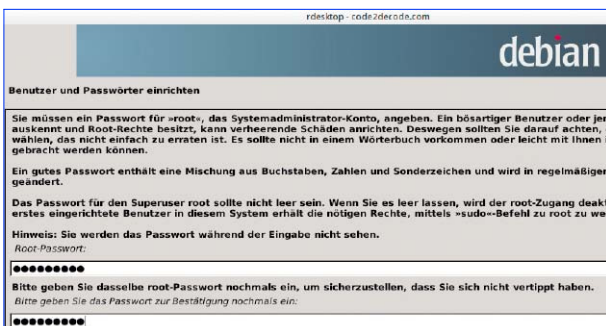 rdesktop - code2decode.com
debian
Benutzer und Passwörter einrichten
Sie müssen ein Passwort für »root«, das Systemadministrator-Konto, angeben. Ein bösartiger Benutzer oder jer
auskennt und Root-Rechte besitzt, kann verheerende Schäden anrichten. Deswegen sollten Sie darauf achten,
wählen, das nicht einfach zu erraten ist. Es sollte nicht in einem Wörterbuch vorkommen oder leicht mit Ihnen
gebracht werden können.
Ein gutes Passwort enthält eine Mischung aus Buchstaben, Zahlen und Sonderzeichen und wird in regelmäßiger
geändert.
Das Passwort für den Superuser root sollte nicht leer sein. Wenn Sie es leer lassen, wird der root-Zugang deakt
erstes eingerichtete Benutzer in diesem System erhält die nötigen Rechte, mittels »sudo«-Befehl zu root zu we
Hinweis: Sie werden das Passwort während der Eingabe nicht sehen.
Root-Passwort:
●●●●●●●●●
Bitte geben Sie dasselbe root-Passwort nochmals ein, um sicherzustellen, dass Sie sich nicht vertippt haben.
Bitte geben Sie das Passwort zur Bestätigung nochmals ein:
●●●●●●●●●